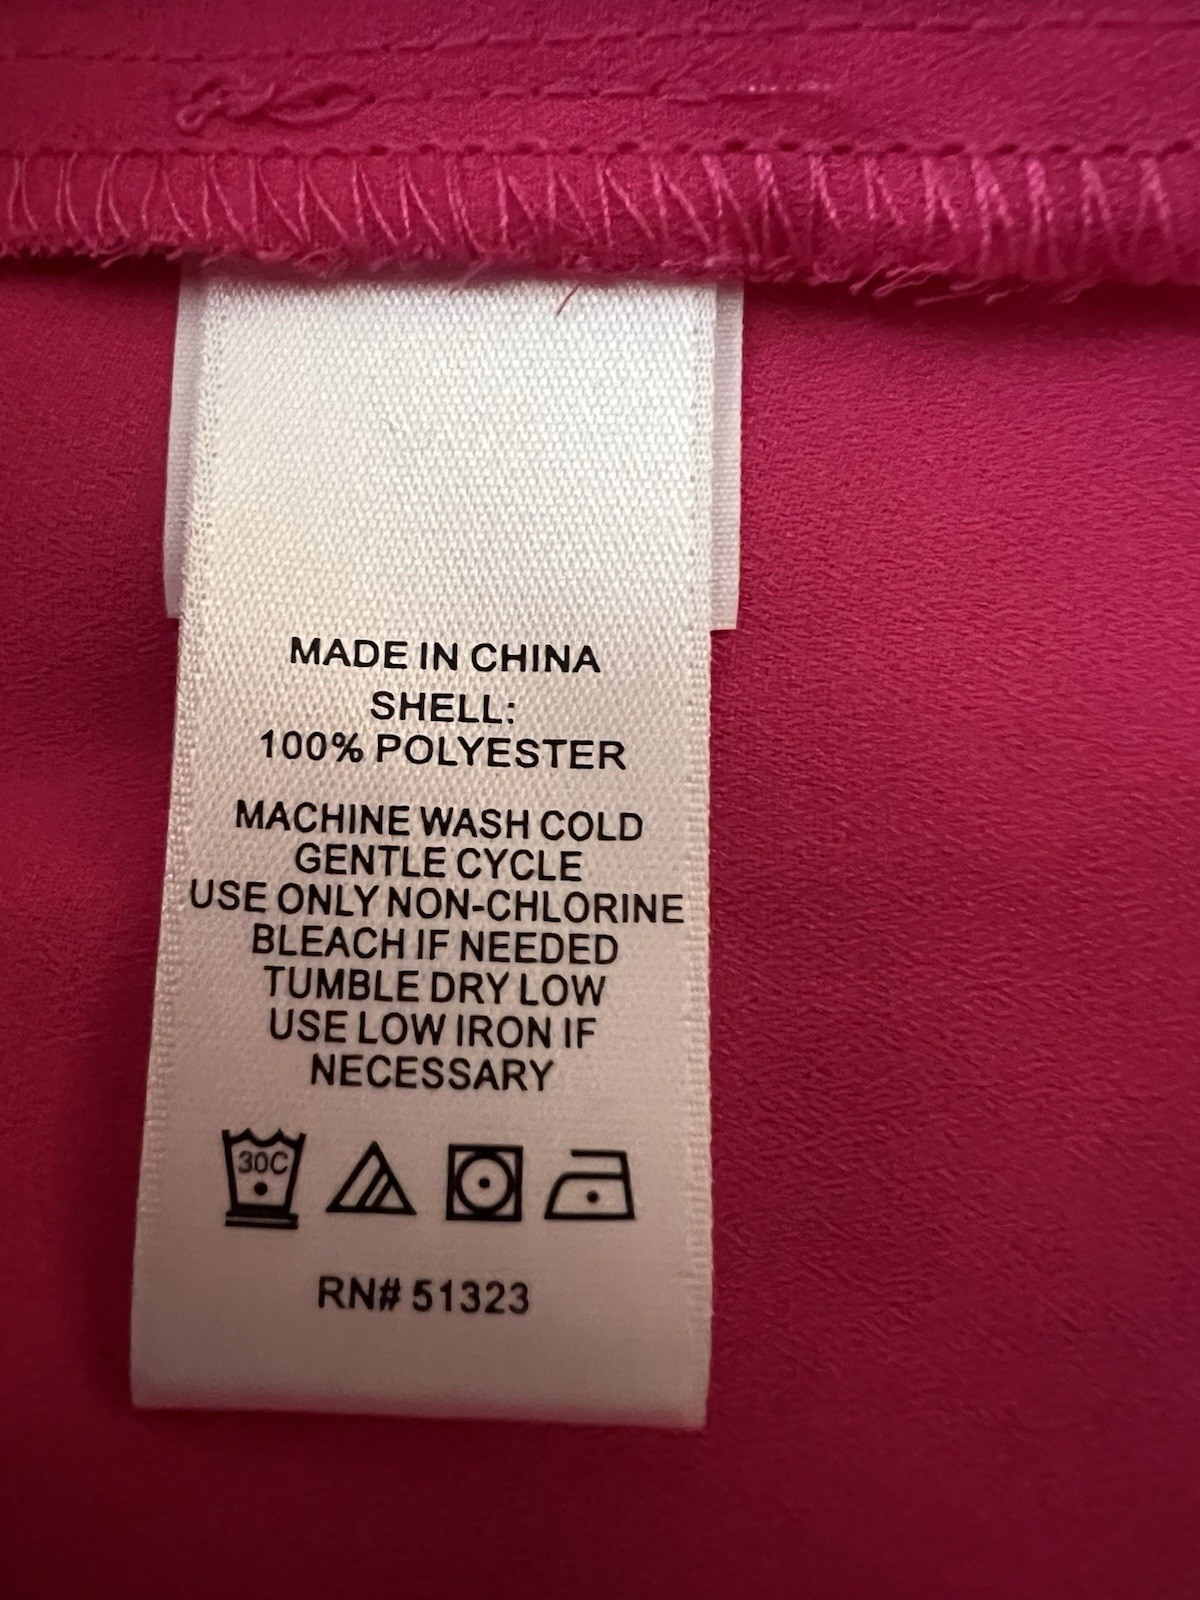 MADE IN CHINA
SHELL:
100% POLYESTER
MACHINE WASH COLD
GENTLE CYCLE
USE ONLY NON-CHLORINE
BLEACH IF NEEDED
TUMBLE DRY LOW
USE LOW IRON IF
NECESSARY
30C
RN# 51323